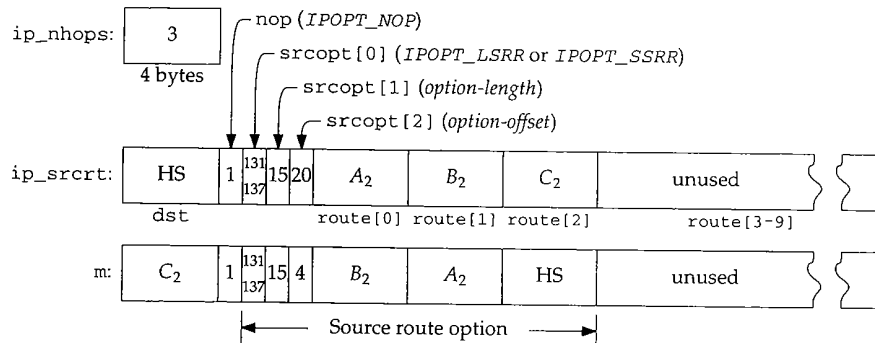 nop (IPOPT_NOP)
ip_nhops: 3
4 bytes
srcopt[0] (IPOPT_LSRR or IPOPT_SSRR)
srcopt[1] (option-length)
srcopt[2] (option-offset)
ip_srcrt: HS 1 131 137 15 20 A2 B2 C2 unused
dst route[0] route[1] route[2] route[3-9]
m: C2 1 131 137 15 4 B2 A2 HS unused
Source route option